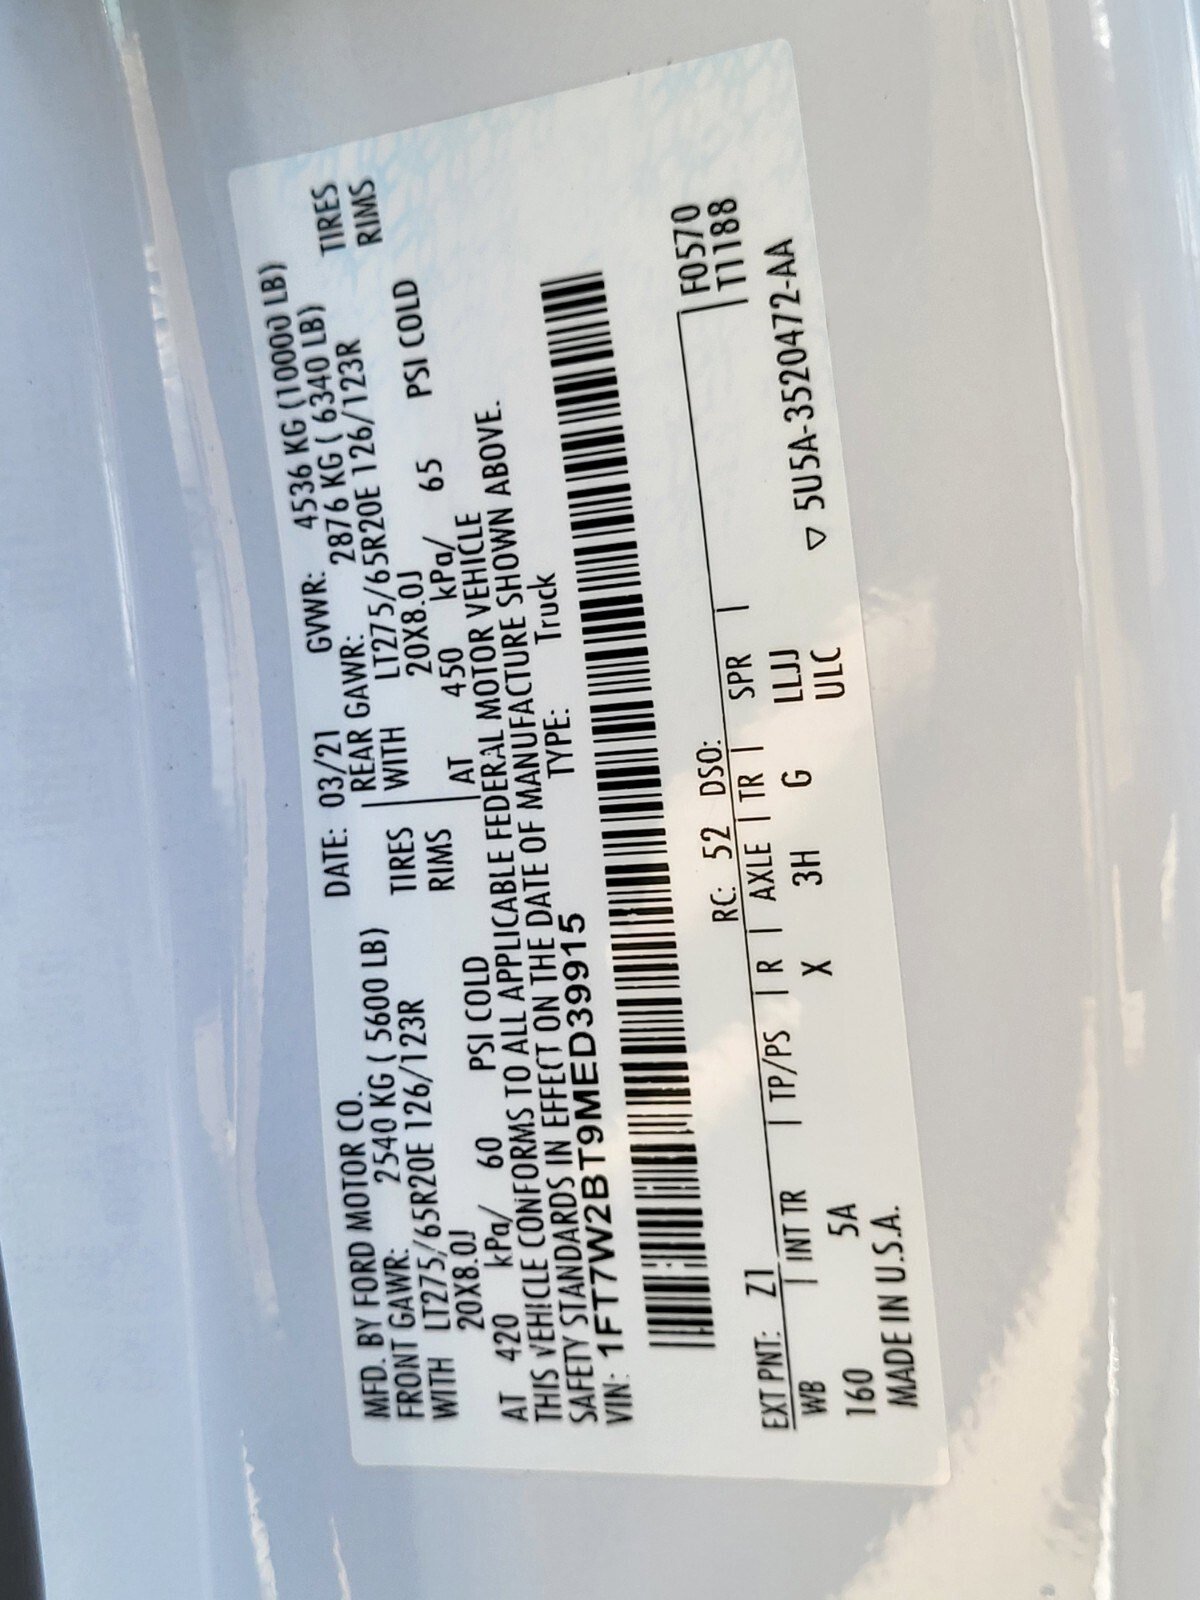 MFD. BY FORD MOTOR CO.
DATE: 03/21 GVWR: 4536 KG (10000 LB)
FRONT GAWR: 2540 KG ( 5600 LB)
REAR GAWR: 2876 KG ( 6340 LB)
WITH LT275/65R20E 126/123R TIRES
WITH LT275/65R20E 126/123R TIRES
20X8.0J RIMS
20X8.0J RIMS
AT 420 kPa/ 60 PSI COLD
AT 450 kPa/ 65 PSI COLD
THIS VEHICLE CONFORMS TO ALL APPLICABLE FEDERAL MOTOR VEHICLE
SAFETY STANDARDS IN EFFECT ON THE DATE OF MANUFACTURE SHOWN ABOVE.
VIN: 1FT7W2BT9MED39915 TYPE: Truck
EXT PNT: Z1 RC: 52 DSO: F0570
WB INT TR TP/PS R AXLE TR SPR T1188
160 5A X 3H G LLJJ
ULC
MADE IN U.S.A. ▽ 5U5A-3520472-AA